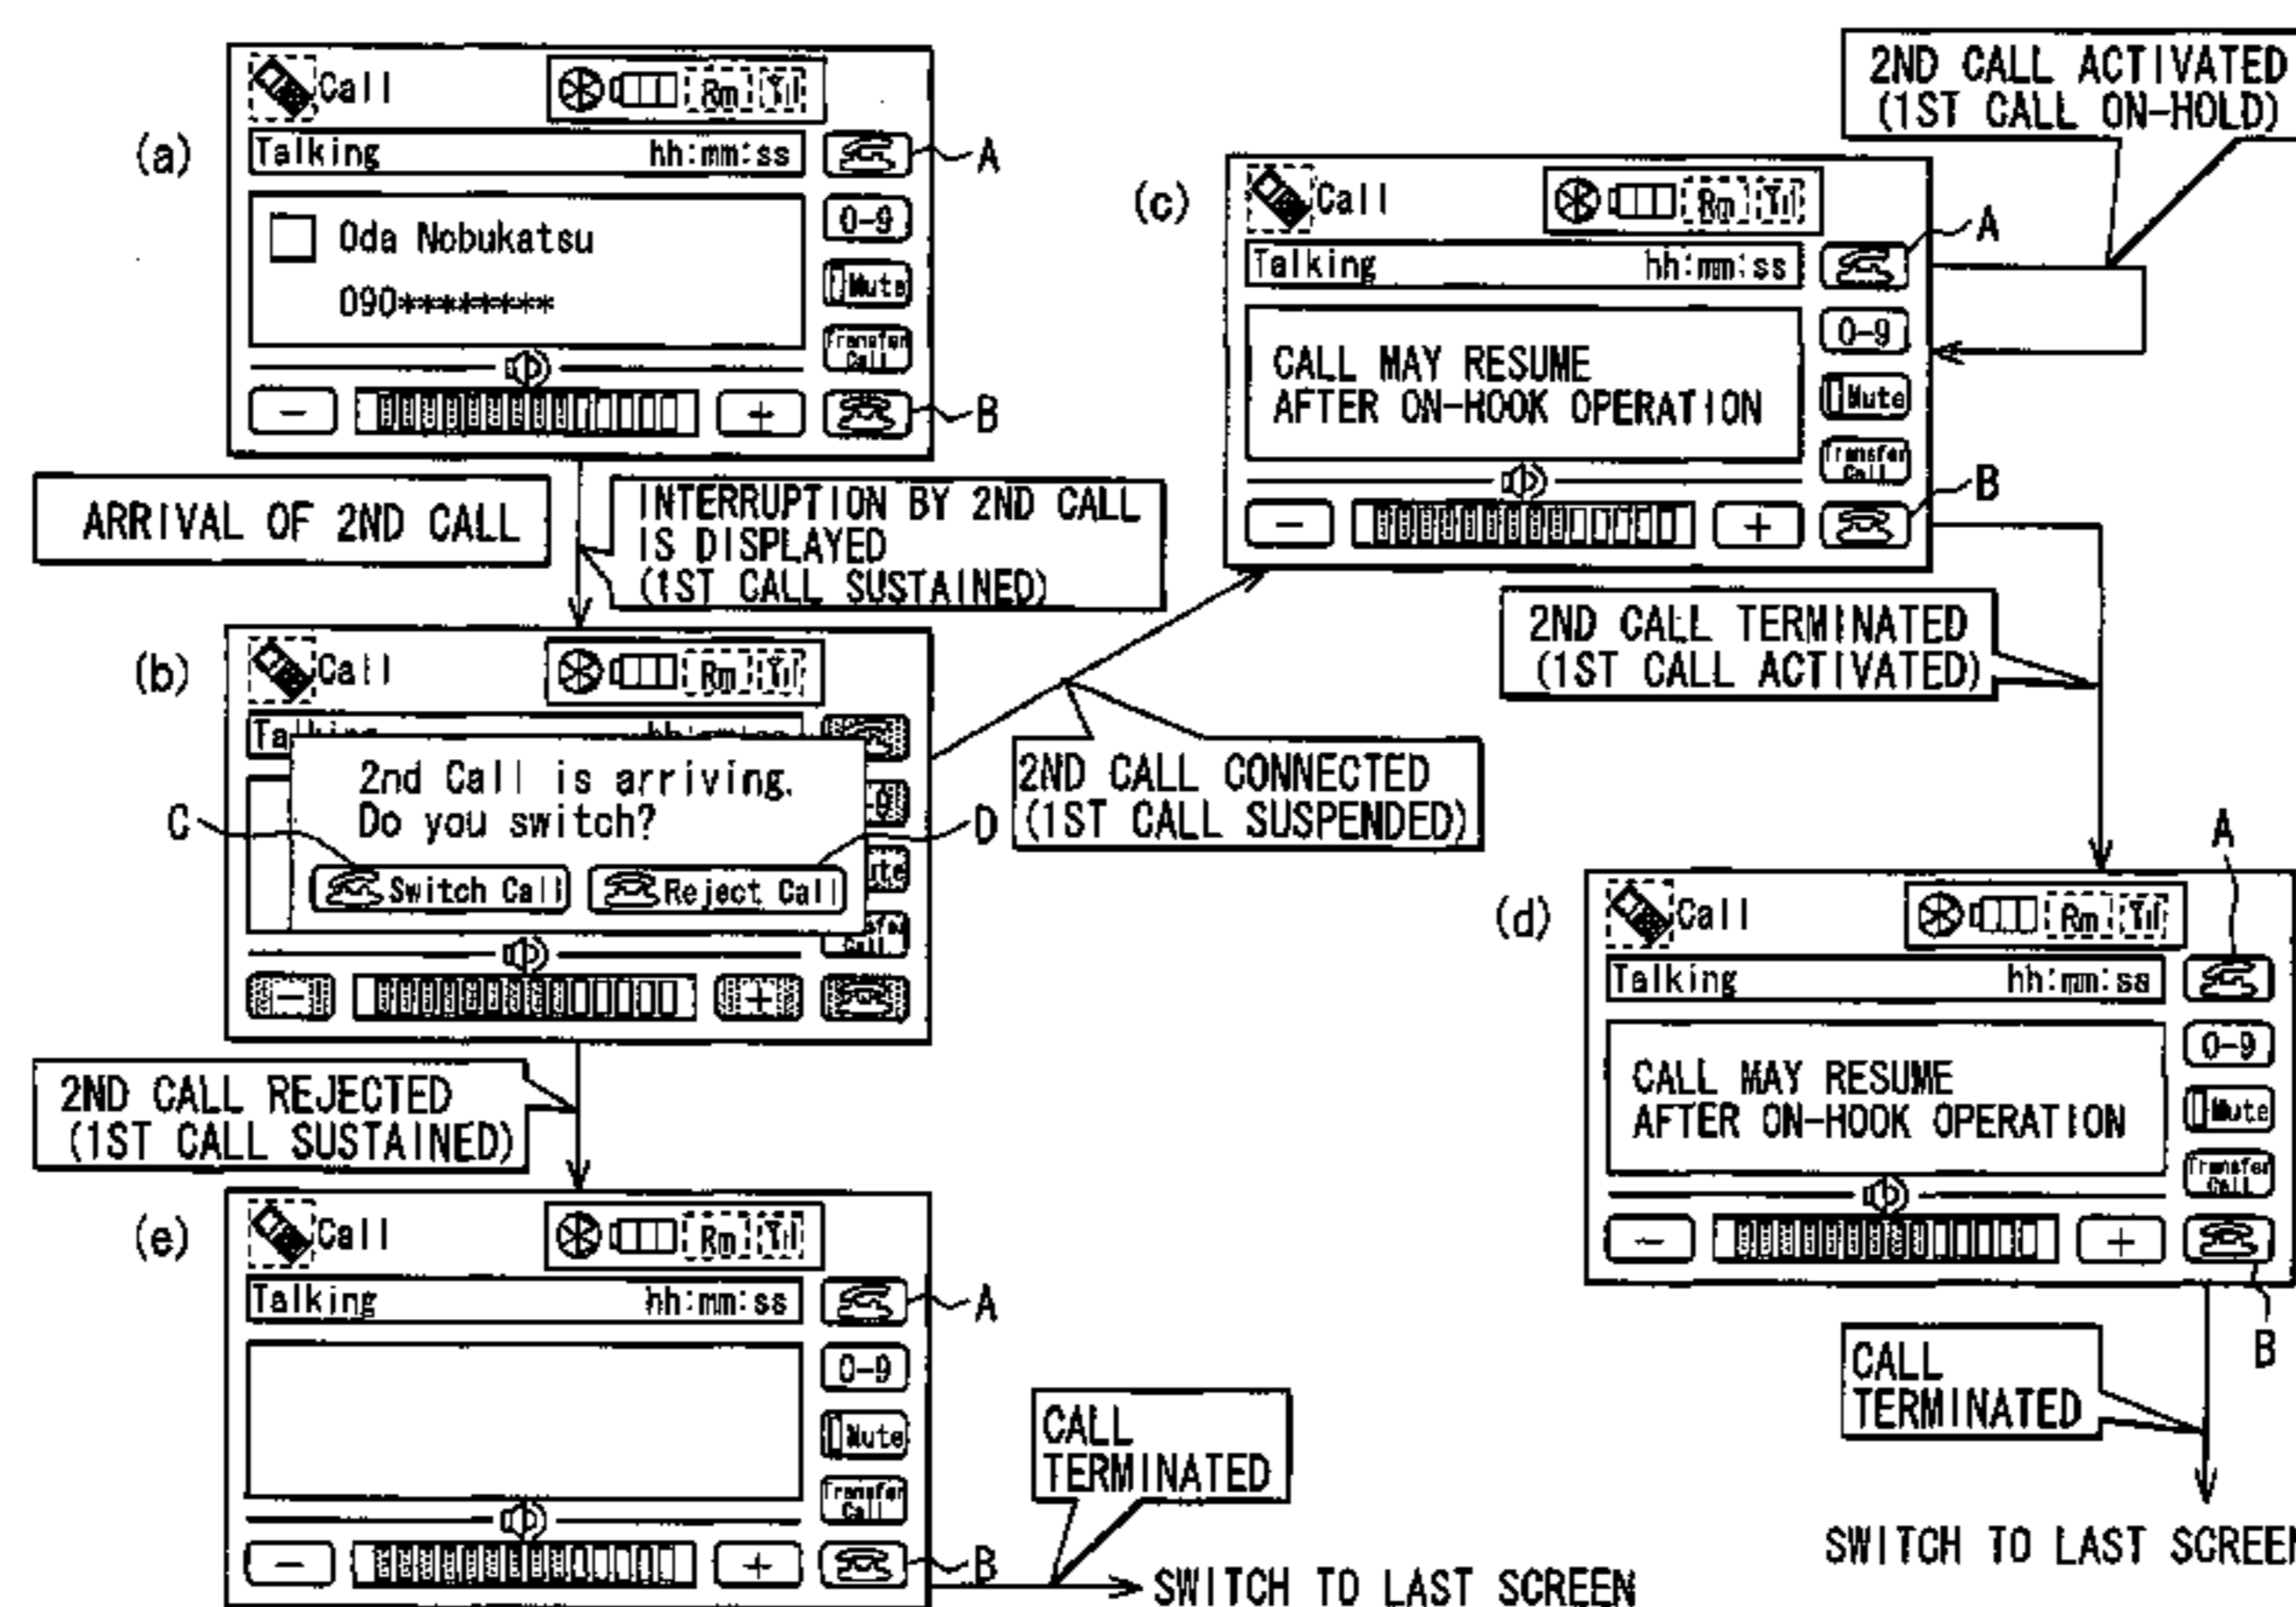 (a)
Call
Rm
Talking hh:mm:ss
A
Oda Nobukatsu
090********
0-9
Mute
Transfer
Call
- +
B
ARRIVAL OF 2ND CALL
INTERRUPTION BY 2ND CALL
IS DISPLAYED
(1ST CALL SUSTAINED)
(b)
Call
Rm
2nd Call is arriving.
Do you switch?
C
D
Switch Call
Reject Call
- +
2ND CALL CONNECTED
(1ST CALL SUSPENDED)
2ND CALL REJECTED
(1ST CALL SUSTAINED)
(e)
Call
Rm
Talking hh:mm:ss
A
0-9
Mute
Transfer
Call
- +
B
CALL
TERMINATED
SWITCH TO LAST SCREEN
2ND CALL ACTIVATED
(1ST CALL ON-HOLD)
(c)
Call
Rm
Talking hh:mm:ss
A
CALL MAY RESUME
AFTER ON-HOOK OPERATION
0-9
Mute
Transfer
Call
- +
B
2ND CALL TERMINATED
(1ST CALL ACTIVATED)
(d)
Call
Rm
A
Talking hh:mm:ss
CALL MAY RESUME
AFTER ON-HOOK OPERATION
0-9
Mute
Transfer
Call
- +
B
CALL
TERMINATED
SWITCH TO LAST SCREEN